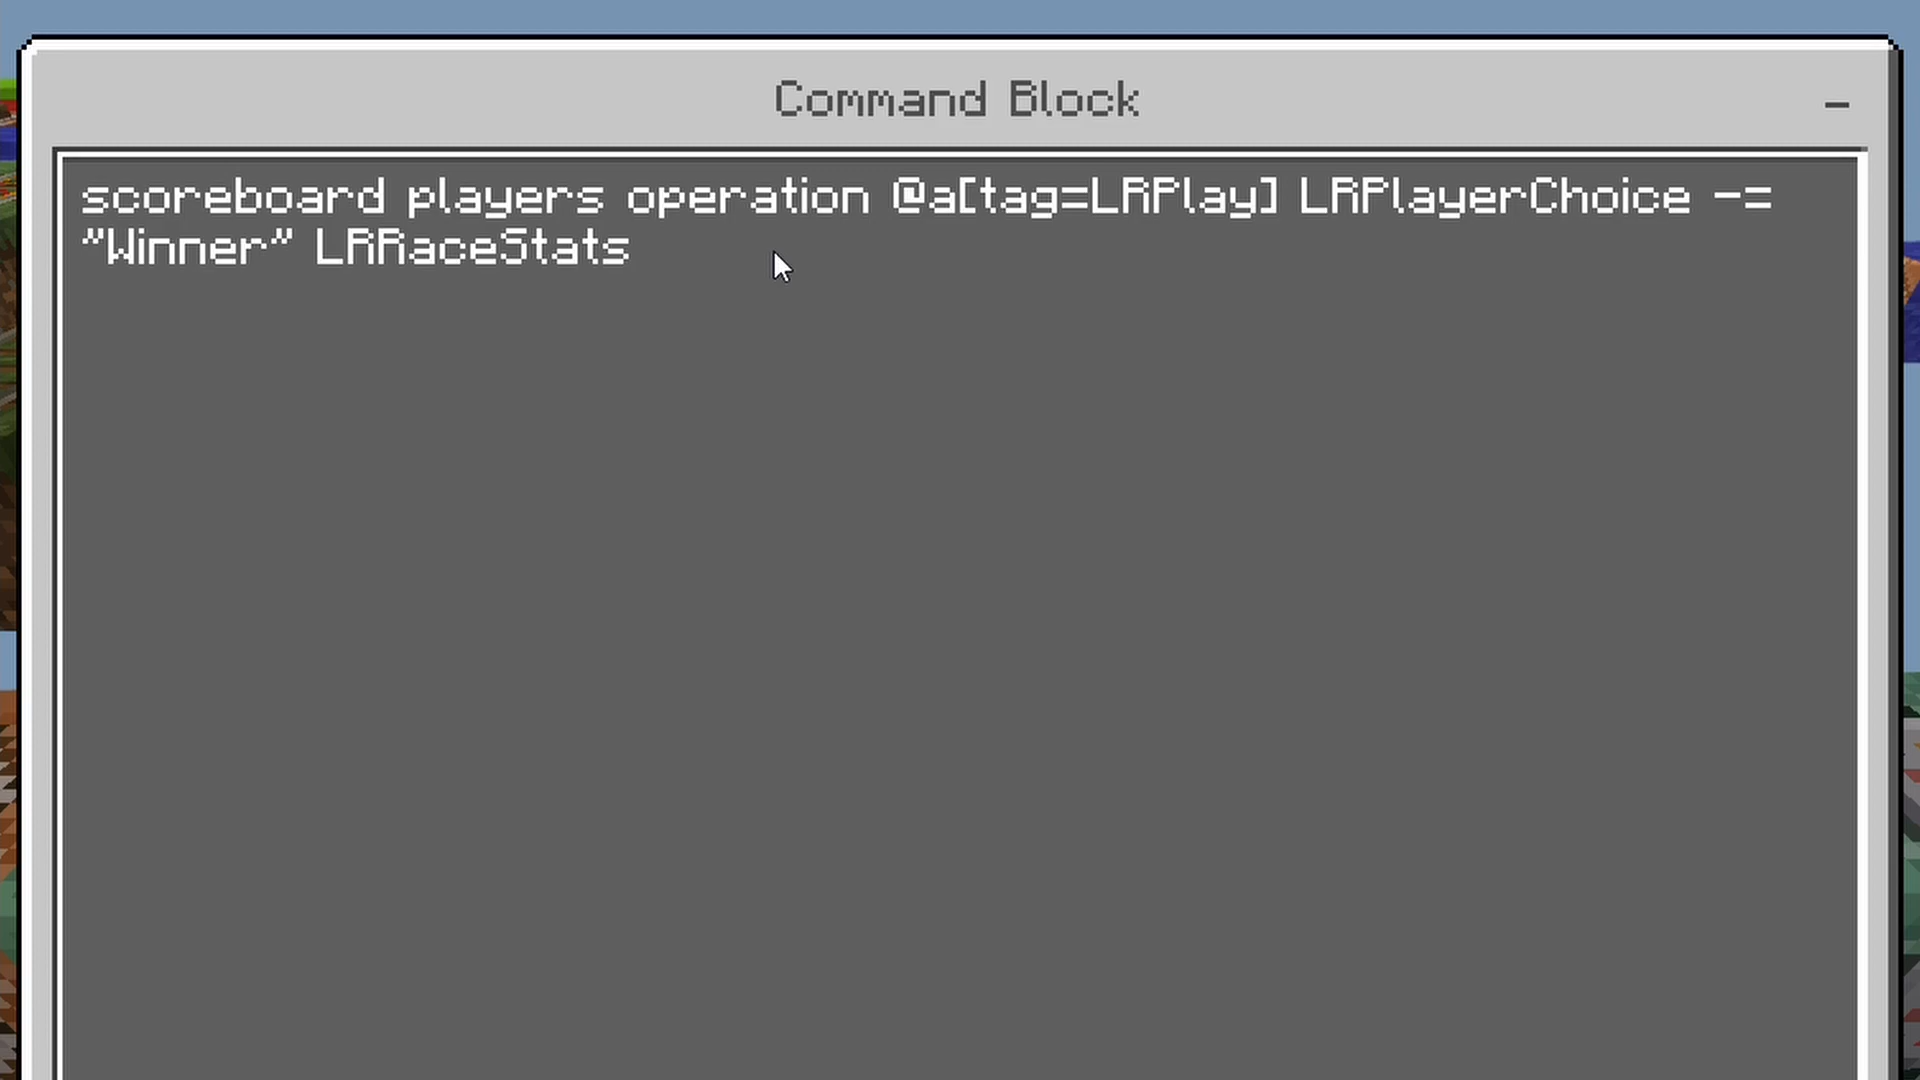 Command Block
scoreboard players operation @a[tag=LRPlay] LRPlayerChoice -=
"Winner" LRRaceStats